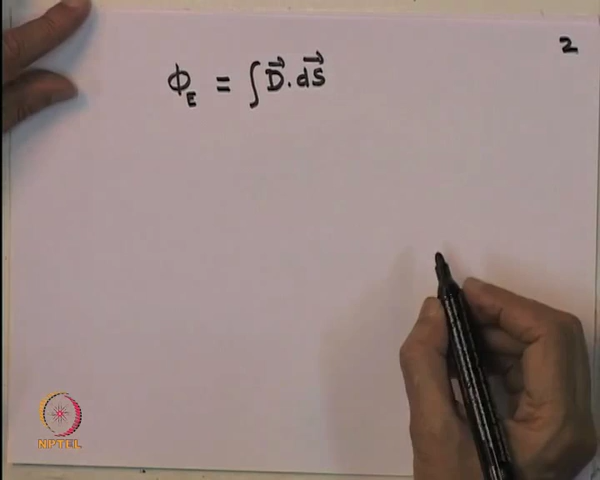 2
Φ_E = ∫ D⃗ . dS⃗
NPTEL